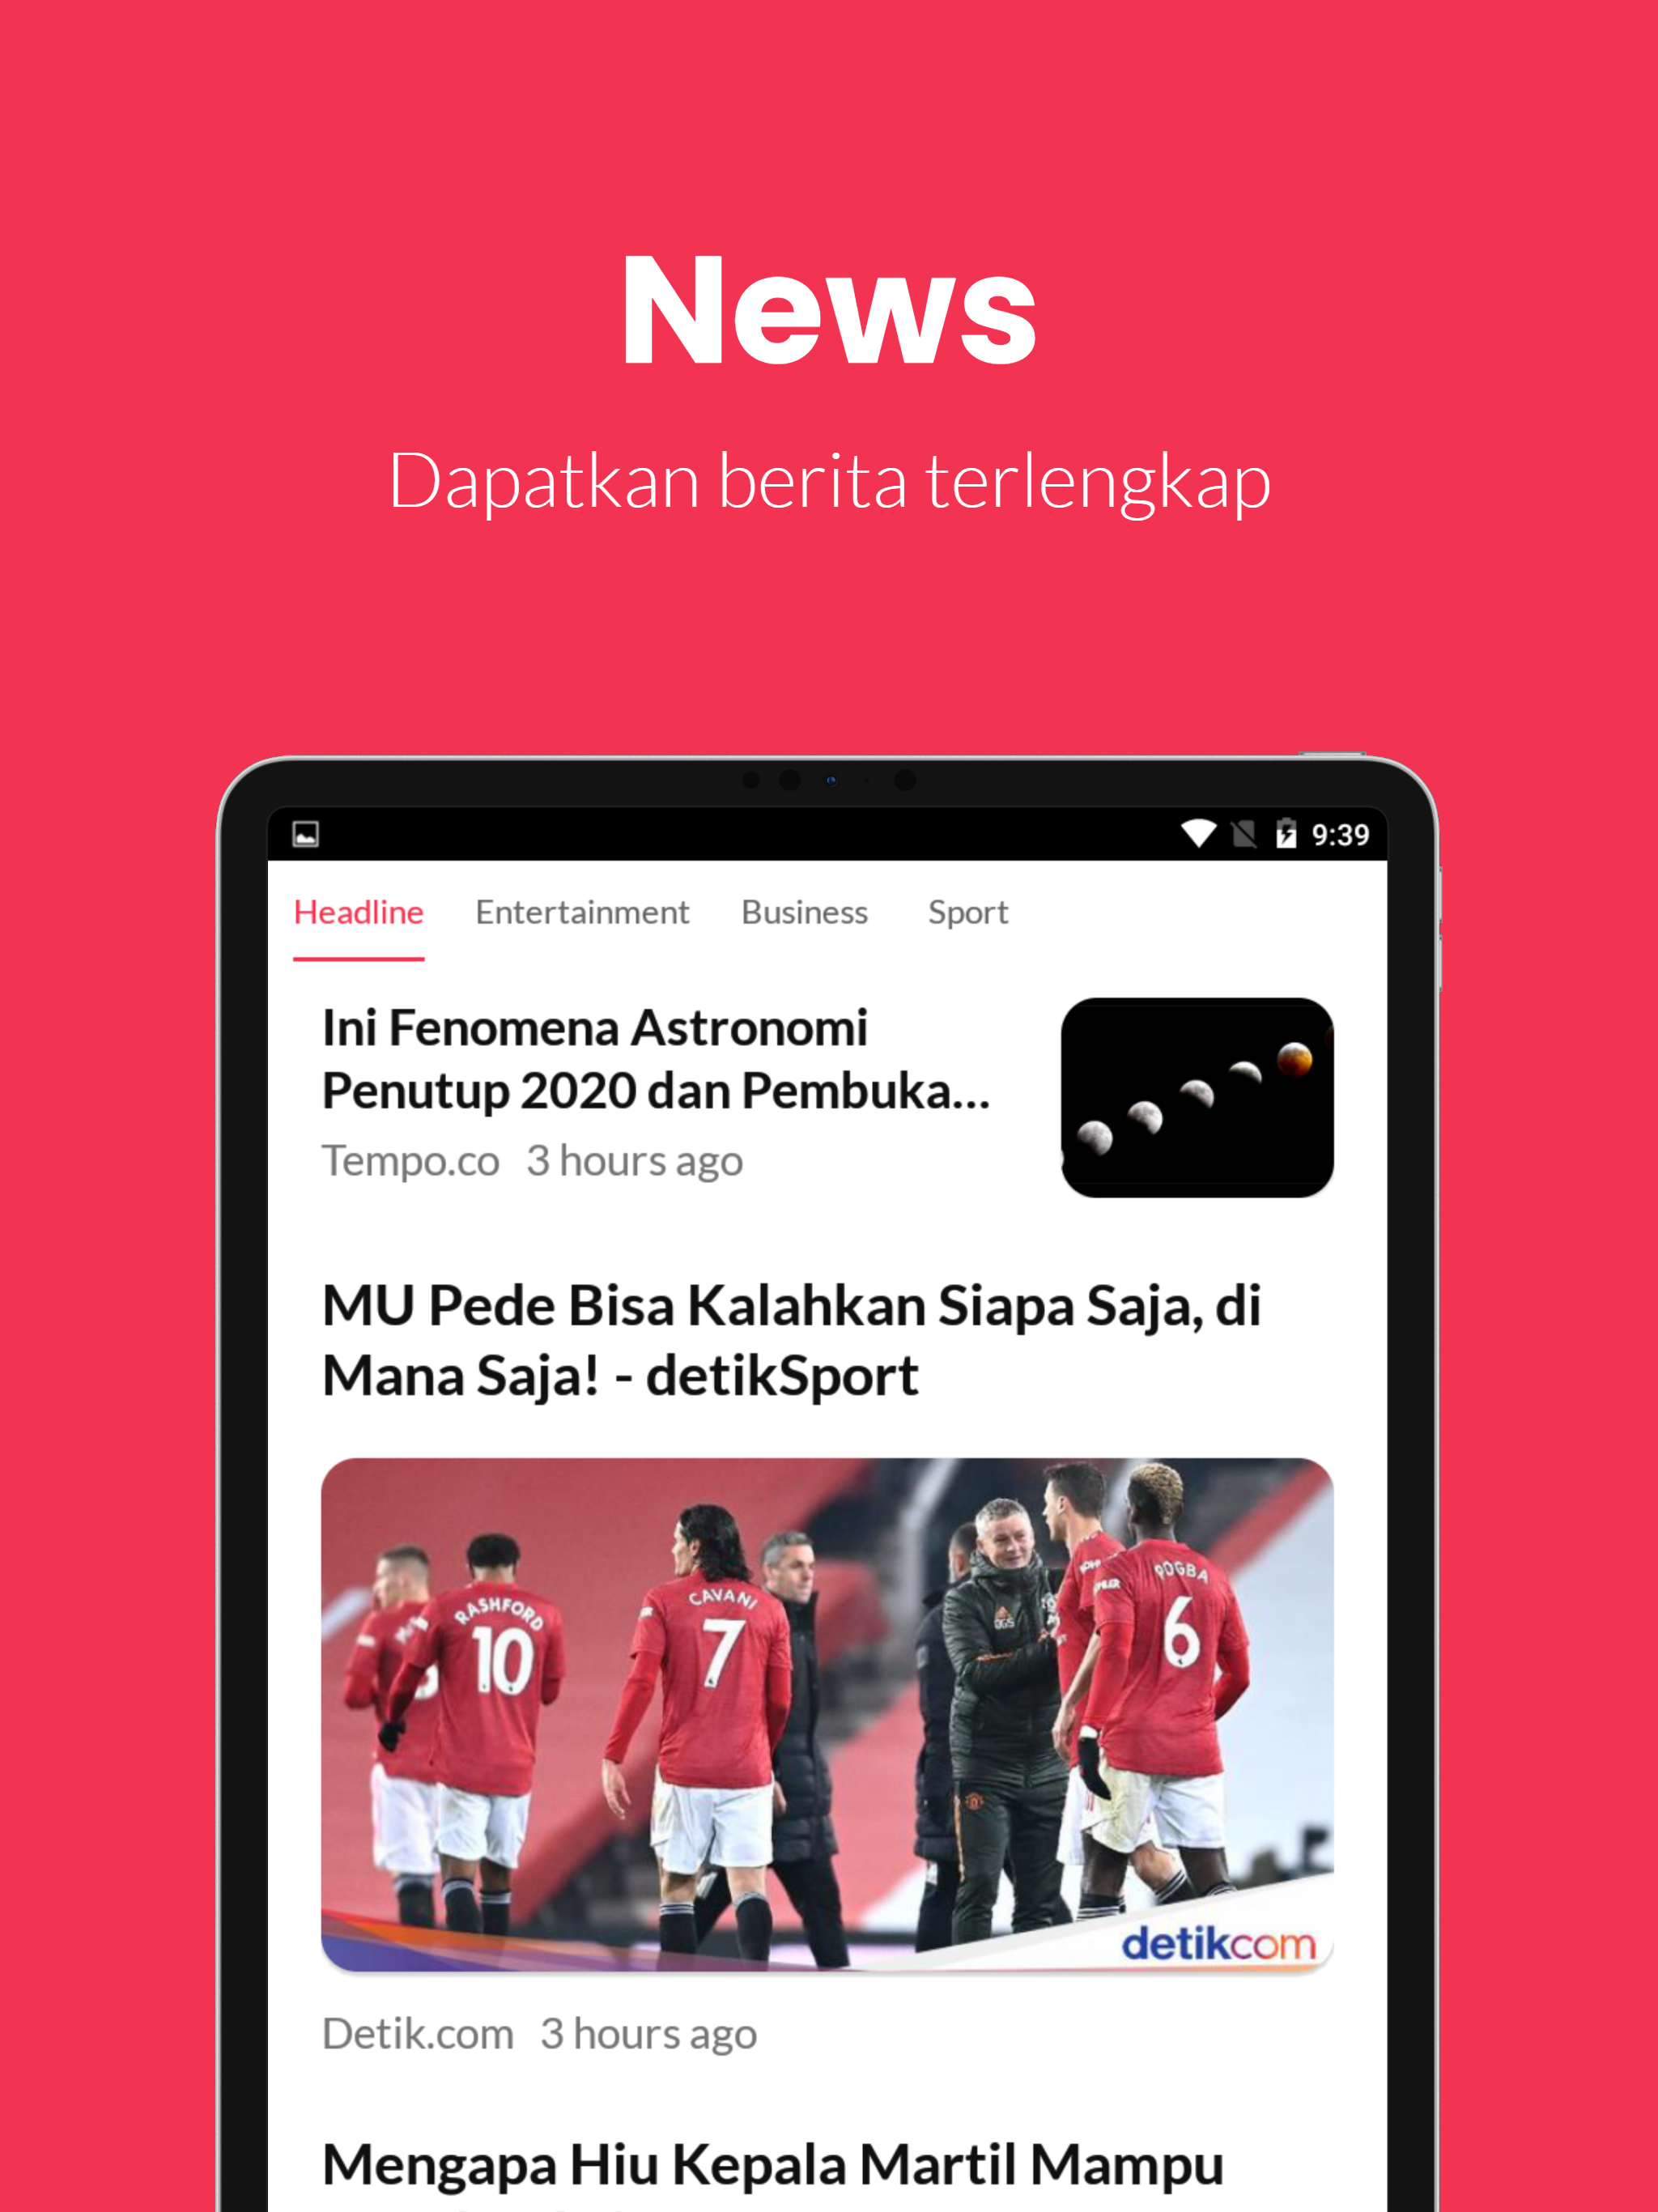 News
Dapatkan berita terlengkap
9:39
Headline Entertainment Business Sport
Ini Fenomena Astronomi
Penutup 2020 dan Pembuka...
Tempo.co 3 hours ago
MU Pede Bisa Kalahkan Siapa Saja, di
Mana Saja! - detikSport
RASHFORD
10
CAVANI
7
OGS
POGBA
6
detikcom
Detik.com 3 hours ago
Mengapa Hiu Kepala Martil Mampu